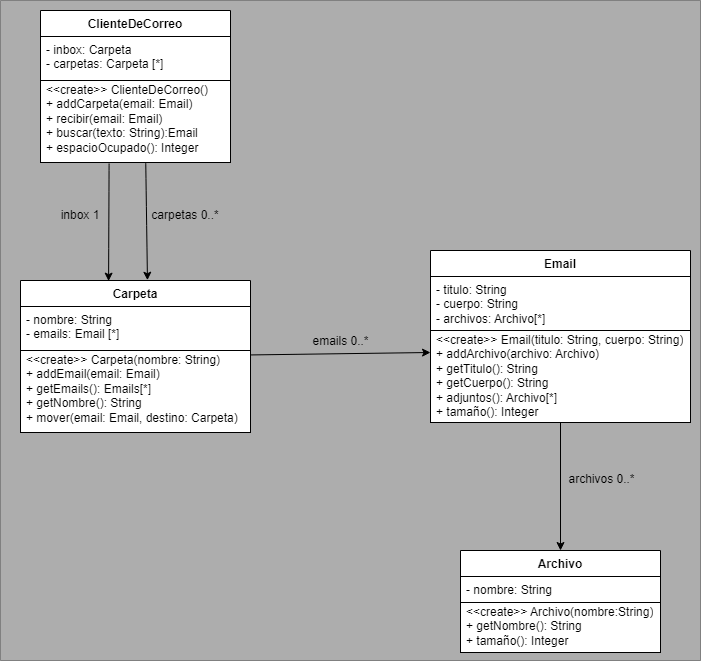 ClienteDeCorreo
- inbox: Carpeta
- carpetas: Carpeta [*]
<<create>> ClienteDeCorreo()
+ addCarpeta(email: Email)
+ recibir(email: Email)
+ buscar(texto: String):Email
+ espacioOcupado(): Integer
inbox 1
carpetas 0..*
Carpeta
- nombre: String
- emails: Email [*]
<<create>> Carpeta(nombre: String)
+ addEmail(email: Email)
+ getEmails(): Emails[*]
+ getNombre(): String
+ mover(email: Email, destino: Carpeta)
emails 0..*
Email
- titulo: String
- cuerpo: String
- archivos: Archivo[*]
<<create>> Email(titulo: String, cuerpo: String)
+ addArchivo(archivo: Archivo)
+ getTitulo(): String
+ getCuerpo(): String
+ adjuntos(): Archivo[*]
+ tamaño(): Integer
archivos 0..*
Archivo
- nombre: String
<<create>> Archivo(nombre:String)
+ getNombre(): String
+ tamaño(): Integer